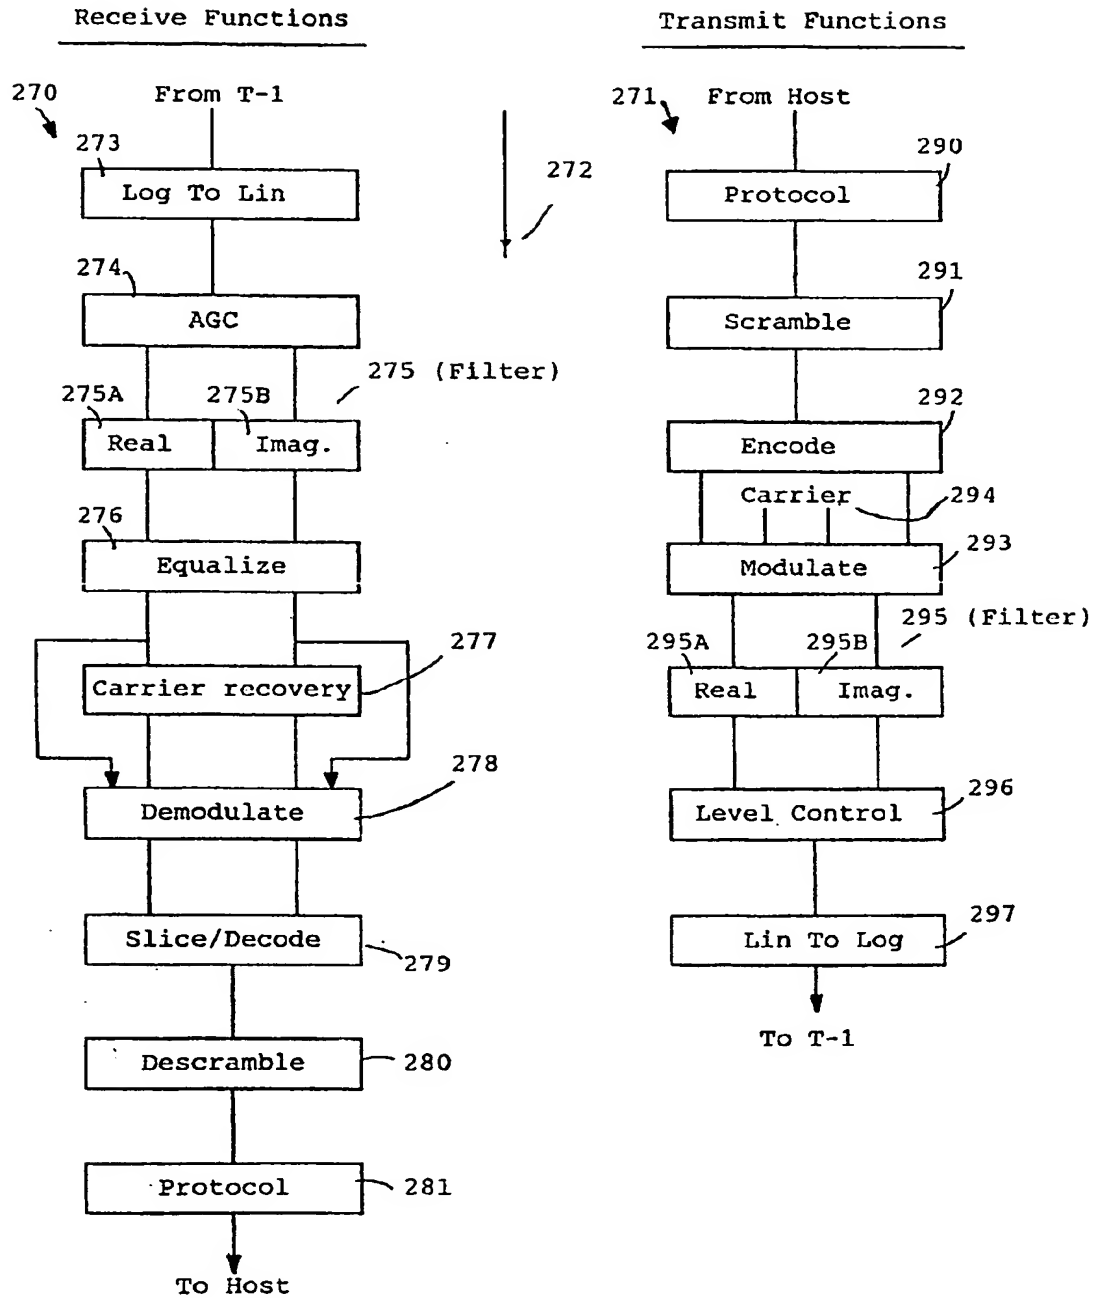 Receive Functions
270
From T-1
273
Log To Lin
272
274
AGC
275 (Filter)
275A
275B
Real
Imag.
276
Equalize
277
Carrier recovery
278
Demodulate
Slice/Decode
279
Descramble
280
Protocol
281
To Host
Transmit Functions
271
From Host
290
Protocol
291
Scramble
292
Encode
Carrier
294
293
Modulate
295 (Filter)
295A
295B
Real
Imag.
296
Level Control
297
Lin To Log
To T-1